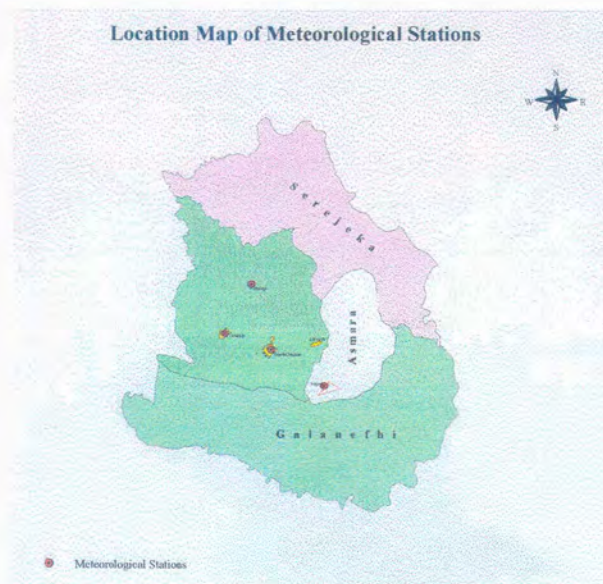 Location Map of Meteorological Stations
N
W R
S
Serejeka
Asmara
Galanefhi
Meteorological Stations